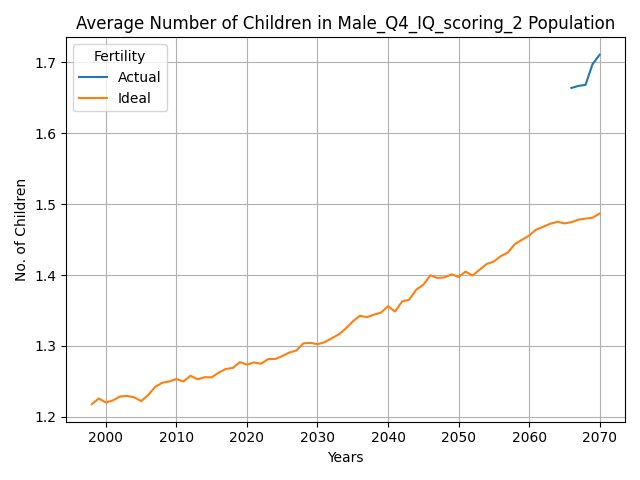 Average Number of Children in Male_Q4_IQ_scoring_2 Population
Fertility
Actual
Ideal
No. of Children
1.7
1.6
1.5
1.4
1.3
1.2
2000 2010 2020 2030 2040 2050 2060 2070
Years